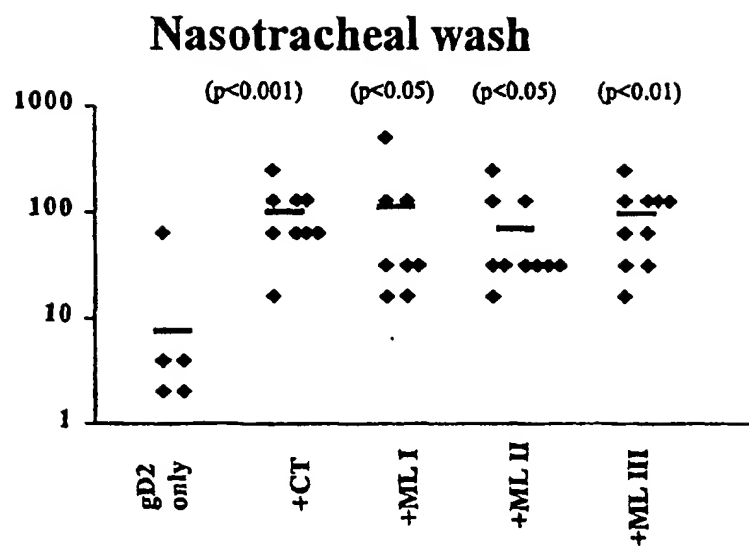 Nasotracheal wash
(p<0.001) (p<0.05) (p<0.05) (p<0.01)
1000
100
10
1
gD2
only
+CT
+ML I
+ML II
+ML III